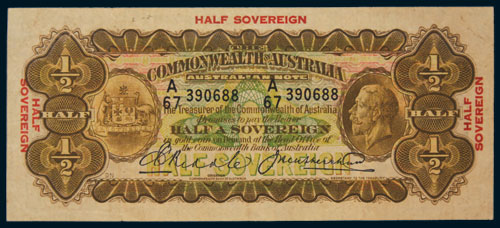 HALF SOVEREIGN
COMMONWEALTH OF AUSTRALIA
AUSTRALIAN NOTE
A 67 390688 A 67 390688
The Treasurer of the Commonwealth of Australia
Promises to pay the Bearer
HALF A SOVEREIGN
in gold coin on Demand at the Head Office of
the Commonwealth Bank of Australia
HALF SOVEREIGN
1/2 HALF 1/2
1/2 HALF 1/2
HALF SOVEREIGN
HALF SOVEREIGN